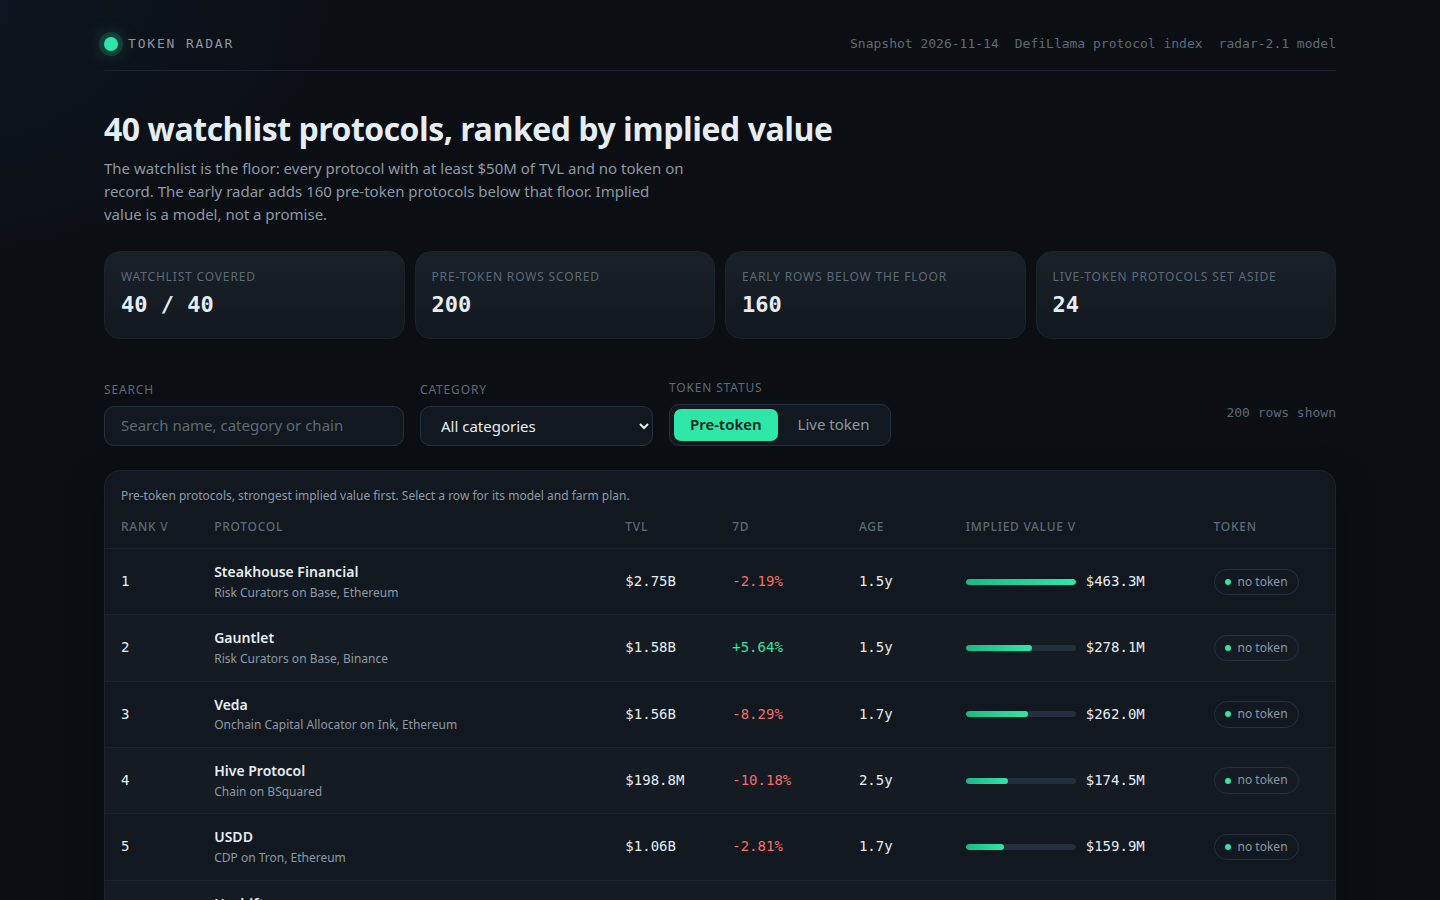 TOKEN RADAR
Snapshot 2026-11-14 DefiLlama protocol index radar-2.1 model
40 watchlist protocols, ranked by implied value
The watchlist is the floor: every protocol with at least $50M of TVL and no token on
record. The early radar adds 160 pre-token protocols below that floor. Implied
value is a model, not a promise.
WATCHLIST COVERED
40 / 40
PRE-TOKEN ROWS SCORED
200
EARLY ROWS BELOW THE FLOOR
160
LIVE-TOKEN PROTOCOLS SET ASIDE
24
SEARCH
Search name, category or chain
CATEGORY
All categories
TOKEN STATUS
Pre-token Live token
200 rows shown
Pre-token protocols, strongest implied value first. Select a row for its model and farm plan.
RANK V PROTOCOL TVL 7D AGE IMPLIED VALUE V TOKEN
1 Steakhouse Financial $2.75B -2.19% 1.5y $463.3M no token
Risk Curators on Base, Ethereum
2 Gauntlet $1.58B +5.64% 1.5y $278.1M no token
Risk Curators on Base, Binance
3 Veda $1.56B -8.29% 1.7y $262.0M no token
Onchain Capital Allocator on Ink, Ethereum
4 Hive Protocol $198.8M -10.18% 2.5y $174.5M no token
Chain on BSquared
5 USDD $1.06B -2.81% 1.7y $159.9M no token
CDP on Tron, Ethereum